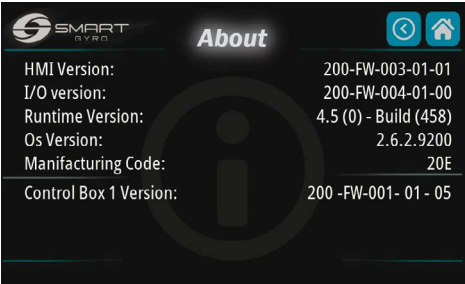 SMART
GYRO
About
HMI Version: 200-FW-003-01-01
I/O version: 200-FW-004-01-00
Runtime Version: 4.5 (0) - Build (458)
Os Version: 2.6.2.9200
Manifacturing Code: 20E
Control Box 1 Version: 200 -FW-001- 01 - 05